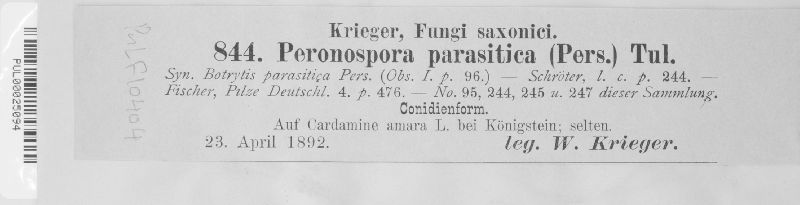 PUL00025094
PuLF10404
Krieger, Fungi saxonici.
844. Peronospora parasitica (Pers.) Tul.
Syn. Botrytis parasitica Pers. (Obs. I. p. 96.) — Schröter, l. c. p. 244. —
Fischer, Pilze Deutschl. 4. p. 476. — No. 95, 244, 245 u. 247 dieser Sammlung.
Conidienform.
Auf Cardamine amara L. bei Königstein; selten.
23. April 1892. leg. W. Krieger.